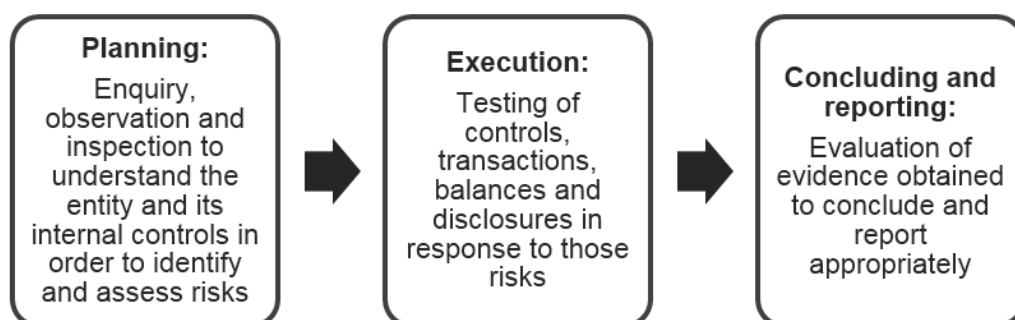 Planning:
Enquiry,
observation and
inspection to
understand the
entity and its
internal controls in
order to identify
and assess risks
Execution:
Testing of
controls,
transactions,
balances and
disclosures in
response to those
risks
Concluding and
reporting:
Evaluation of
evidence obtained
to conclude and
report
appropriately